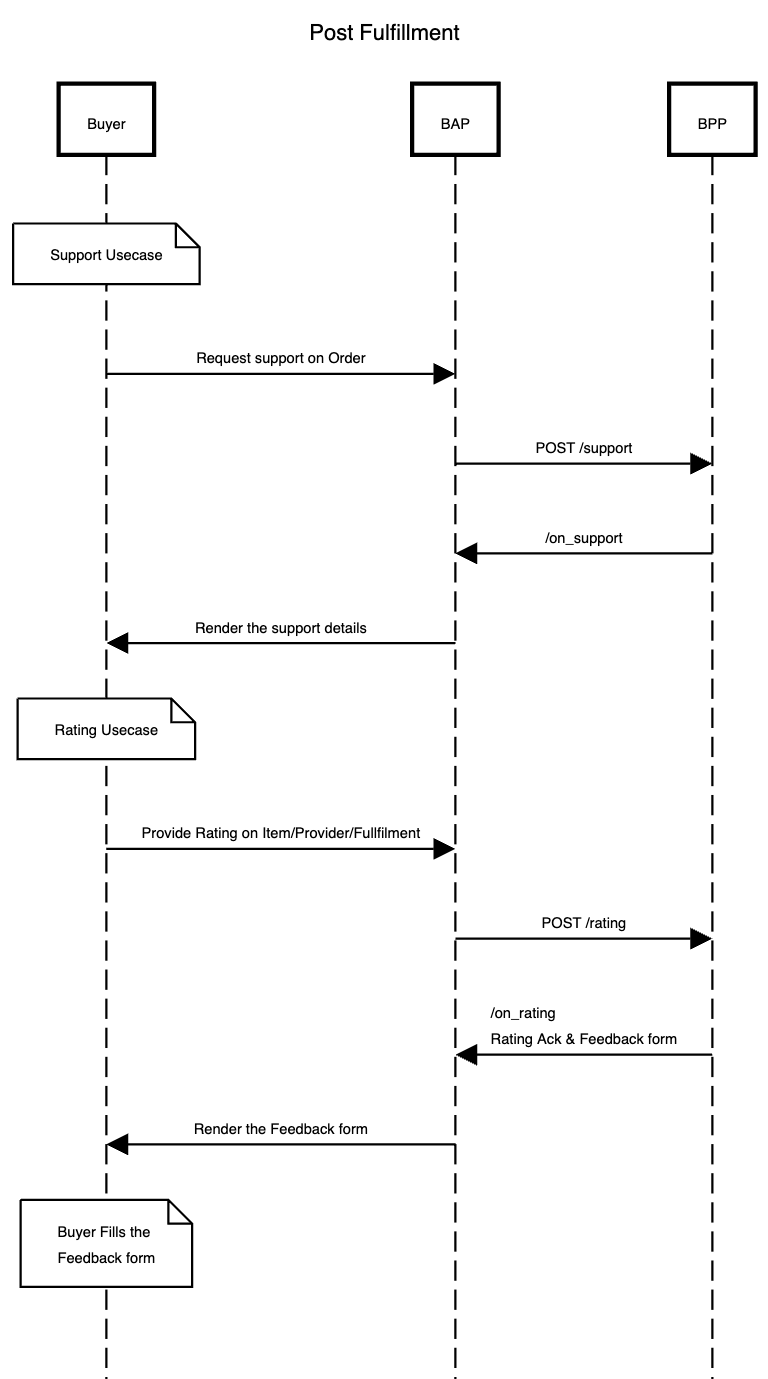 Post Fulfillment
Buyer
BAP
BPP
Support Usecase
Request support on Order
POST /support
/on_support
Render the support details
Rating Usecase
Provide Rating on Item/Provider/Fullfilment
POST /rating
/on_rating
Rating Ack & Feedback form
Render the Feedback form
Buyer Fills the
Feedback form